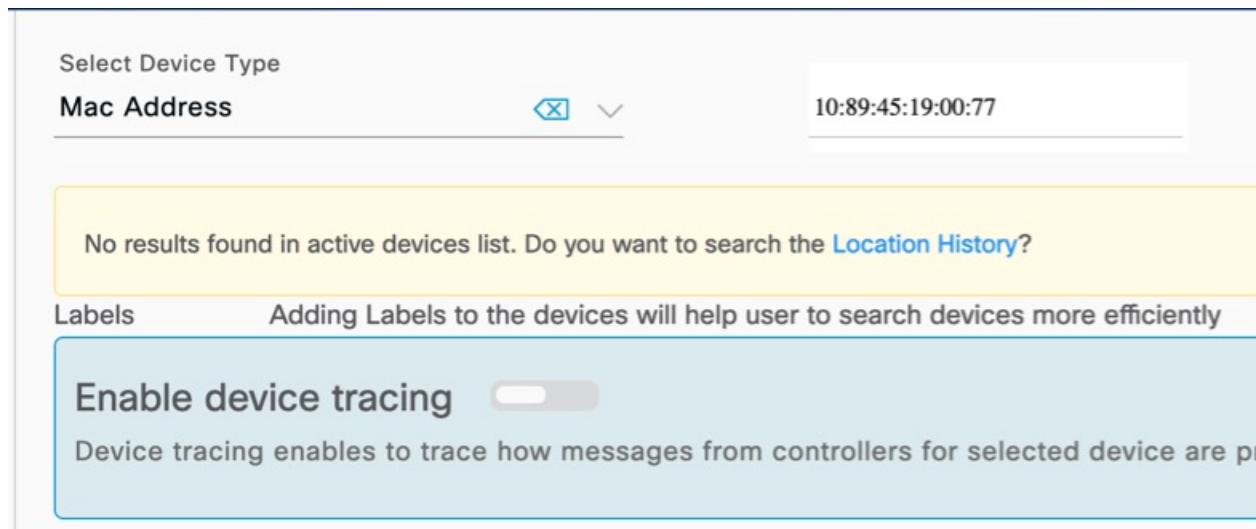 Select Device Type
Mac Address
10:89:45:19:00:77
No results found in active devices list. Do you want to search the Location History?
Labels
Adding Labels to the devices will help user to search devices more efficiently
Enable device tracing
Device tracing enables to trace how messages from controllers for selected device are